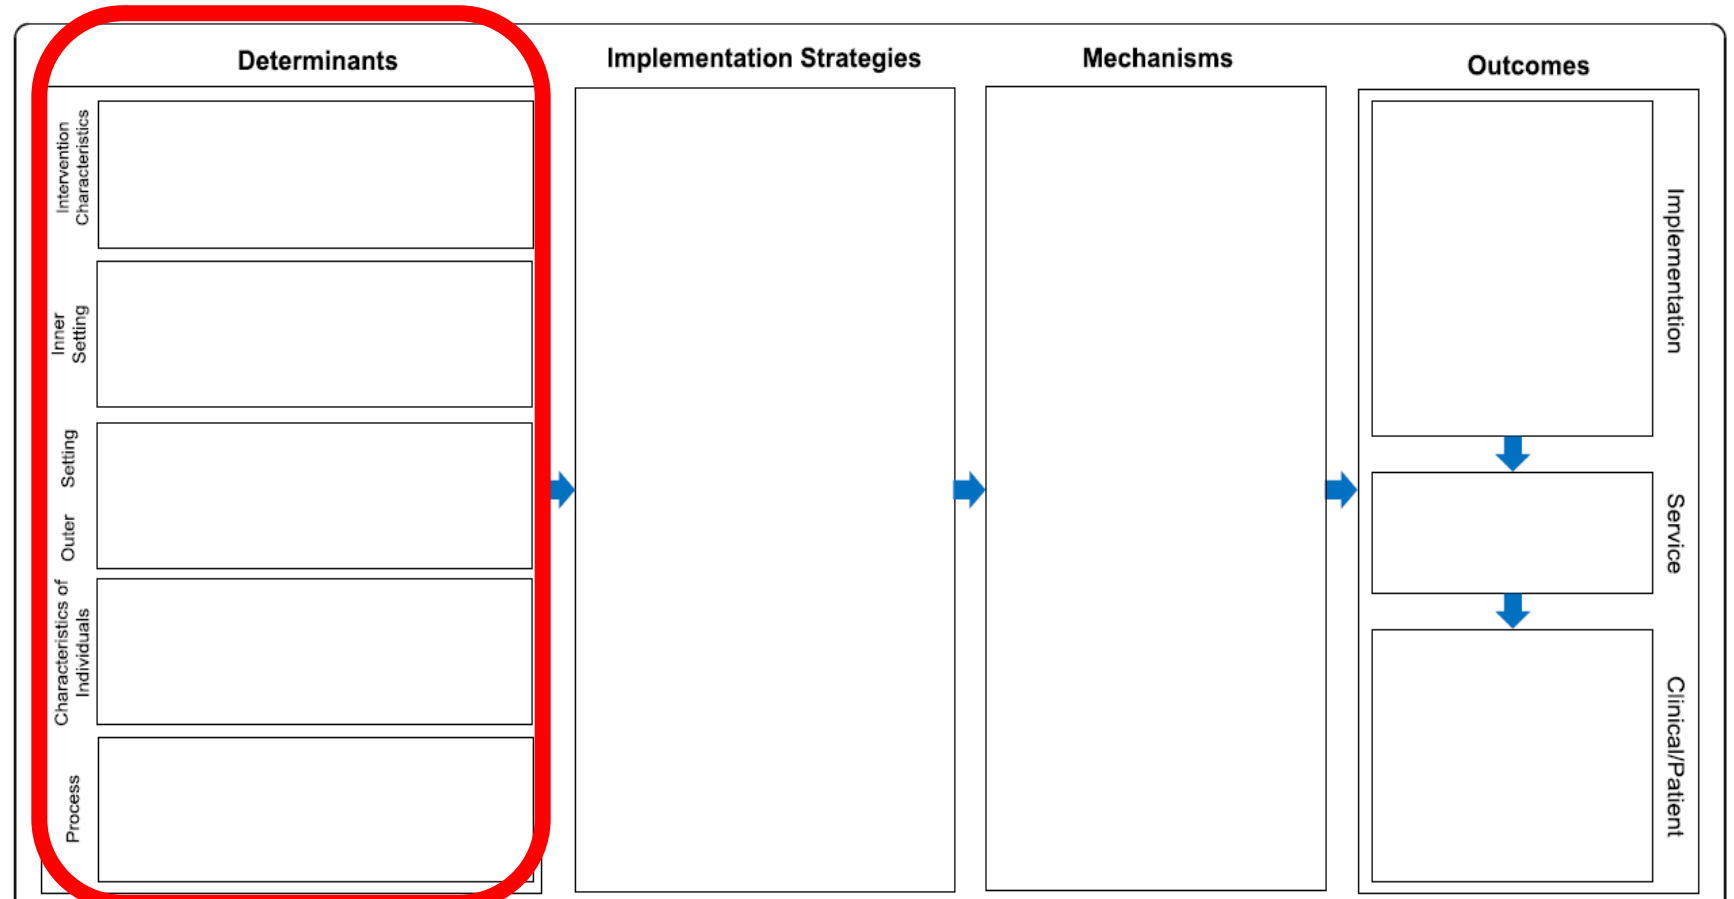 Determinants
Implementation Strategies
Mechanisms
Outcomes
Intervention
Characteristics
Inner
Setting
Outer Setting
Characteristics of
Individuals
Process
Implementation
Service
Clinical/Patient